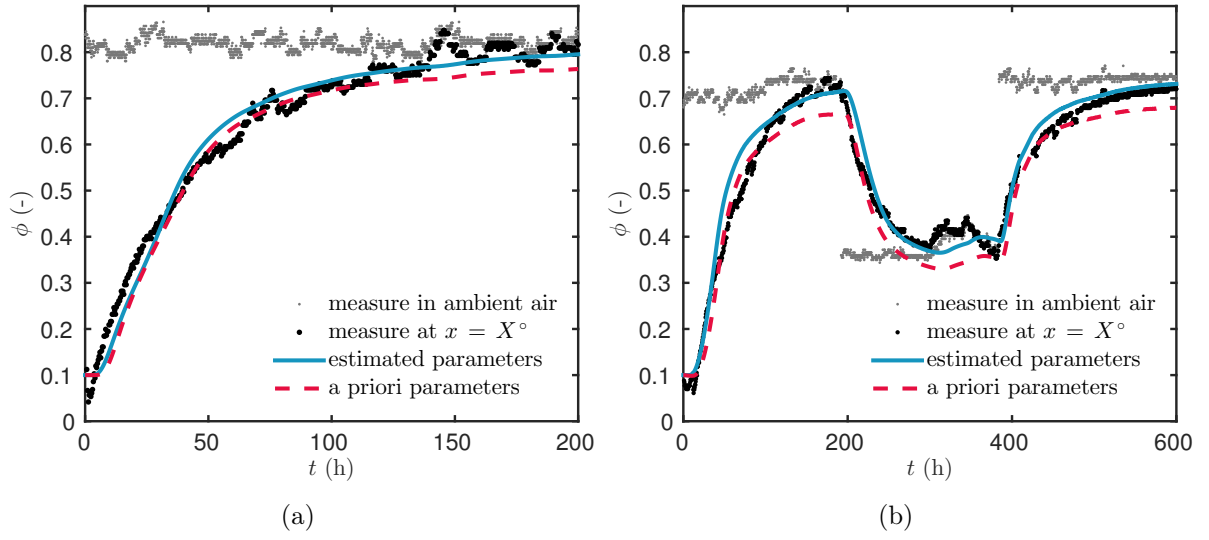 0.8
0.7
0.6
0.5
0.4
0.3
0.2
0.1
0
ϕ (-)
measure in ambient air
measure at x = X°
estimated parameters
a priori parameters
0 50 100 150 200
t (h)
(a)
0.8
0.7
0.6
0.5
0.4
0.3
0.2
0.1
0
ϕ (-)
measure in ambient air
measure at x = X°
estimated parameters
a priori parameters
0 200 400 600
t (h)
(b)